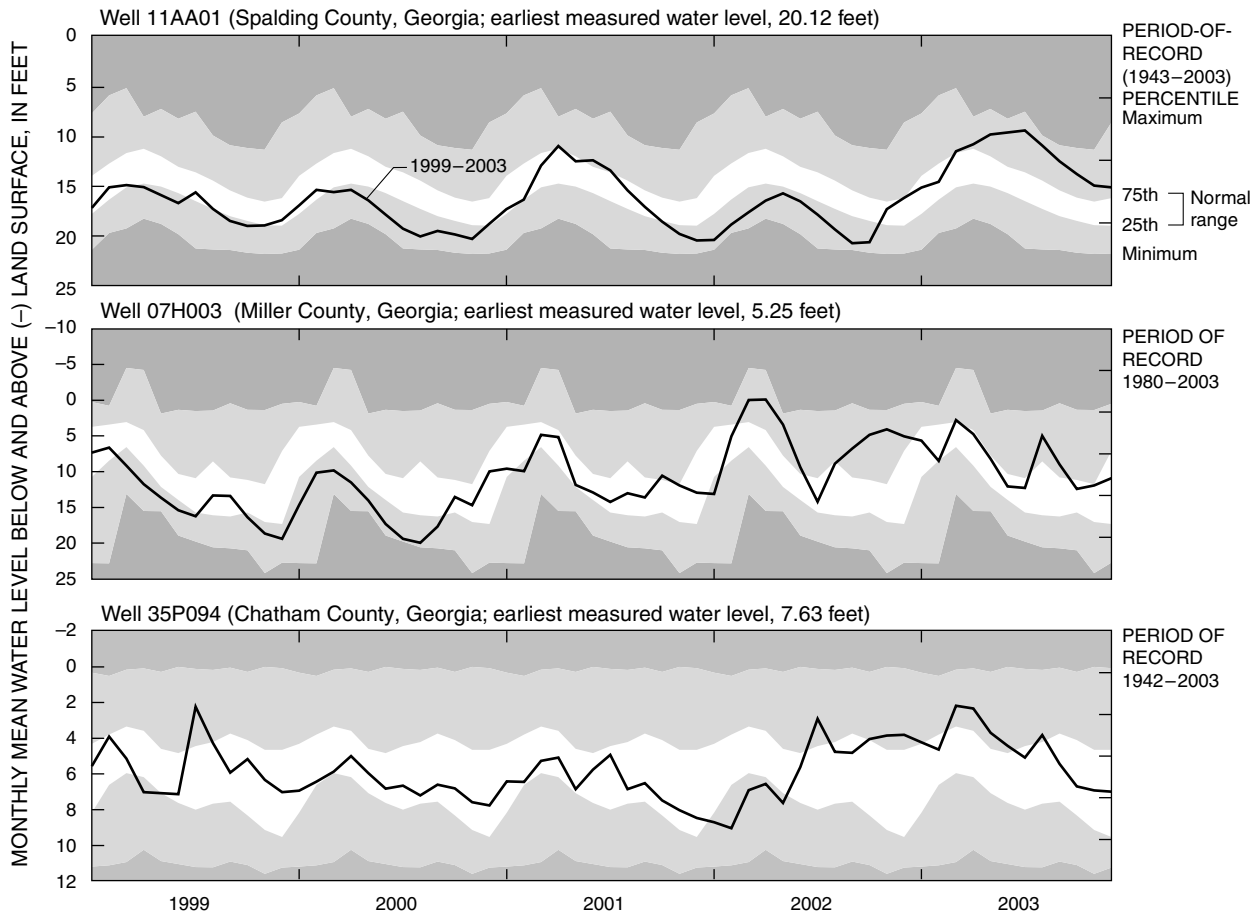 MONTHLY MEAN WATER LEVEL BELOW AND ABOVE (–) LAND SURFACE, IN FEET
Well 11AA01 (Spalding County, Georgia; earliest measured water level, 20.12 feet)
0
5
10
15
20
25
1999–2003
PERIOD-OF-
RECORD
(1943–2003)
PERCENTILE
Maximum
75th
25th
Normal
range
Minimum
Well 07H003 (Miller County, Georgia; earliest measured water level, 5.25 feet)
–10
–5
0
5
10
15
20
25
PERIOD OF
RECORD
1980–2003
Well 35P094 (Chatham County, Georgia; earliest measured water level, 7.63 feet)
–2
0
2
4
6
8
10
12
PERIOD OF
RECORD
1942–2003
1999 2000 2001 2002 2003